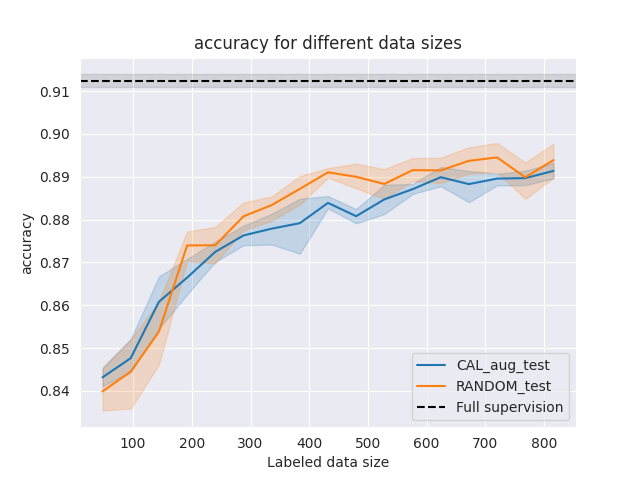 accuracy for different data sizes
accuracy
0.91
0.90
0.89
0.88
0.87
0.86
0.85
0.84
100 200 300 400 500 600 700 800
Labeled data size
CAL_aug_test
RANDOM_test
Full supervision